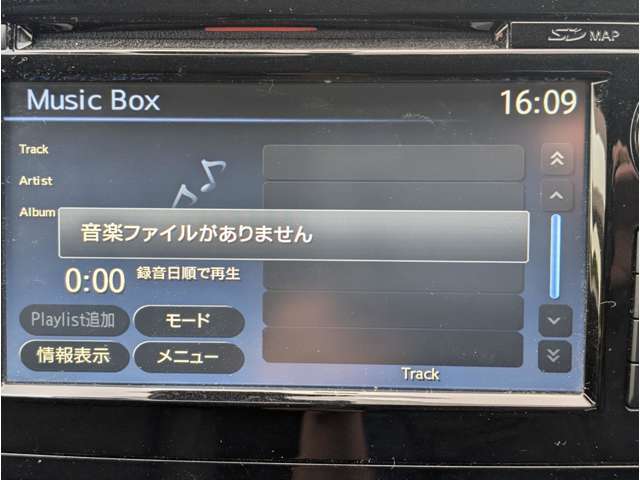 SD MAP
Music Box
16:09
Track
Artist
Album
音楽ファイルがありません
0:00
録音日順で再生
Playlist追加
モード
情報表示
メニュー
Track